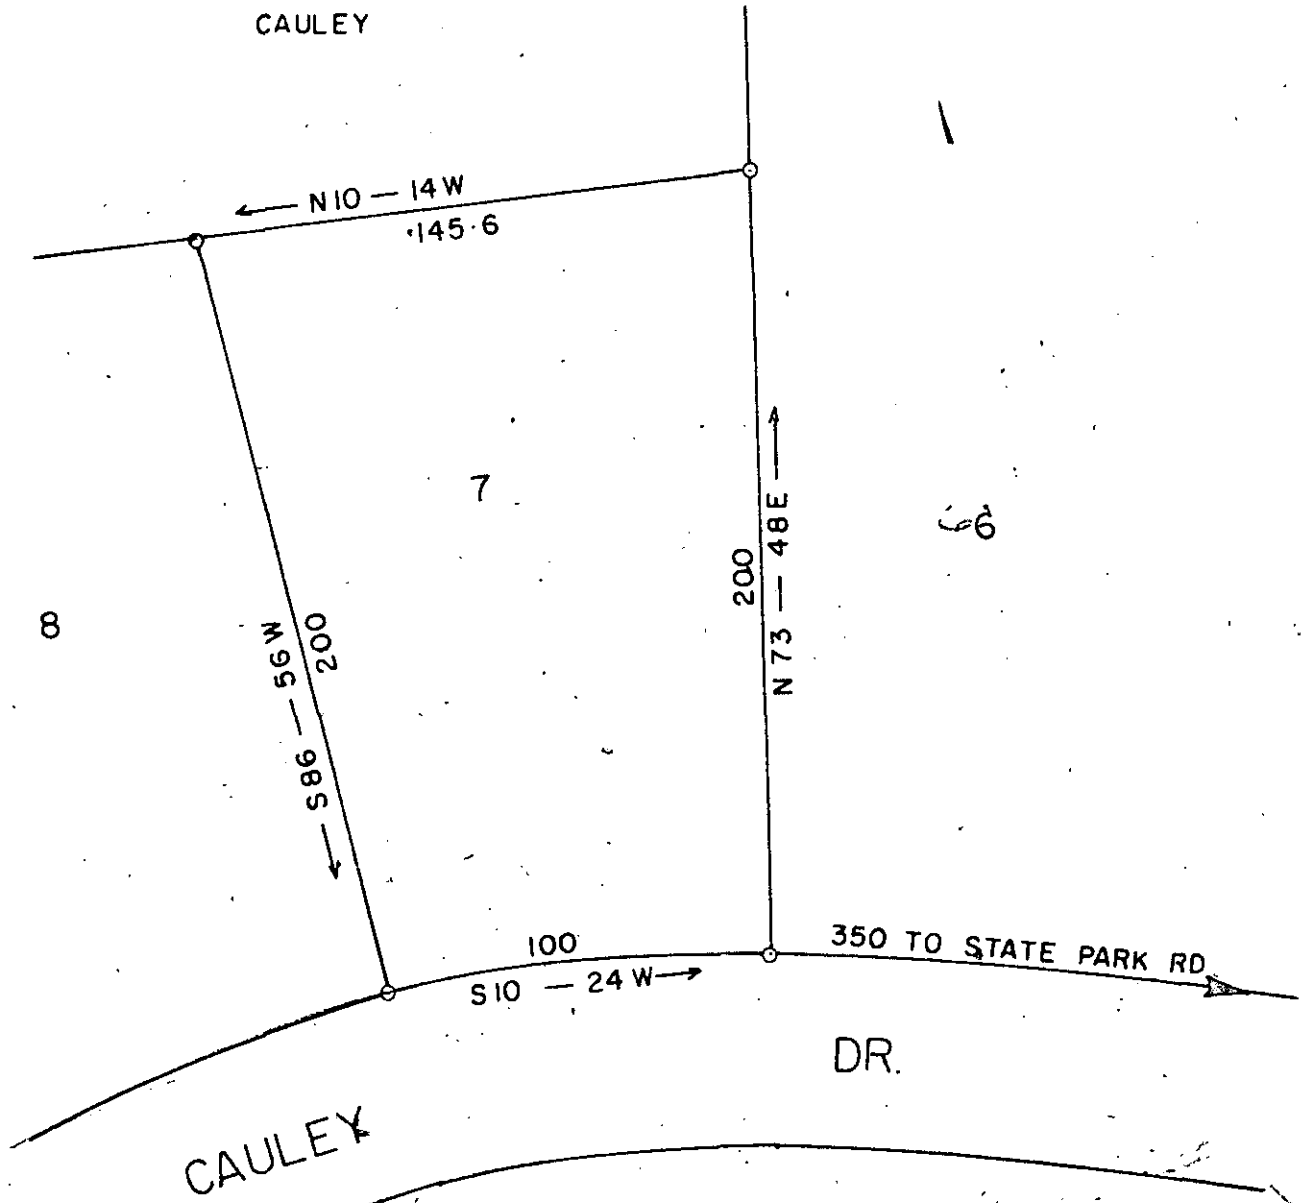 CAULEY
N10 — 14W
145.6
7
200
N73 — 48E
6
8
200
S86 — 56W
100
S10 — 24W
350 TO STATE PARK RD
DR.
CAULEY